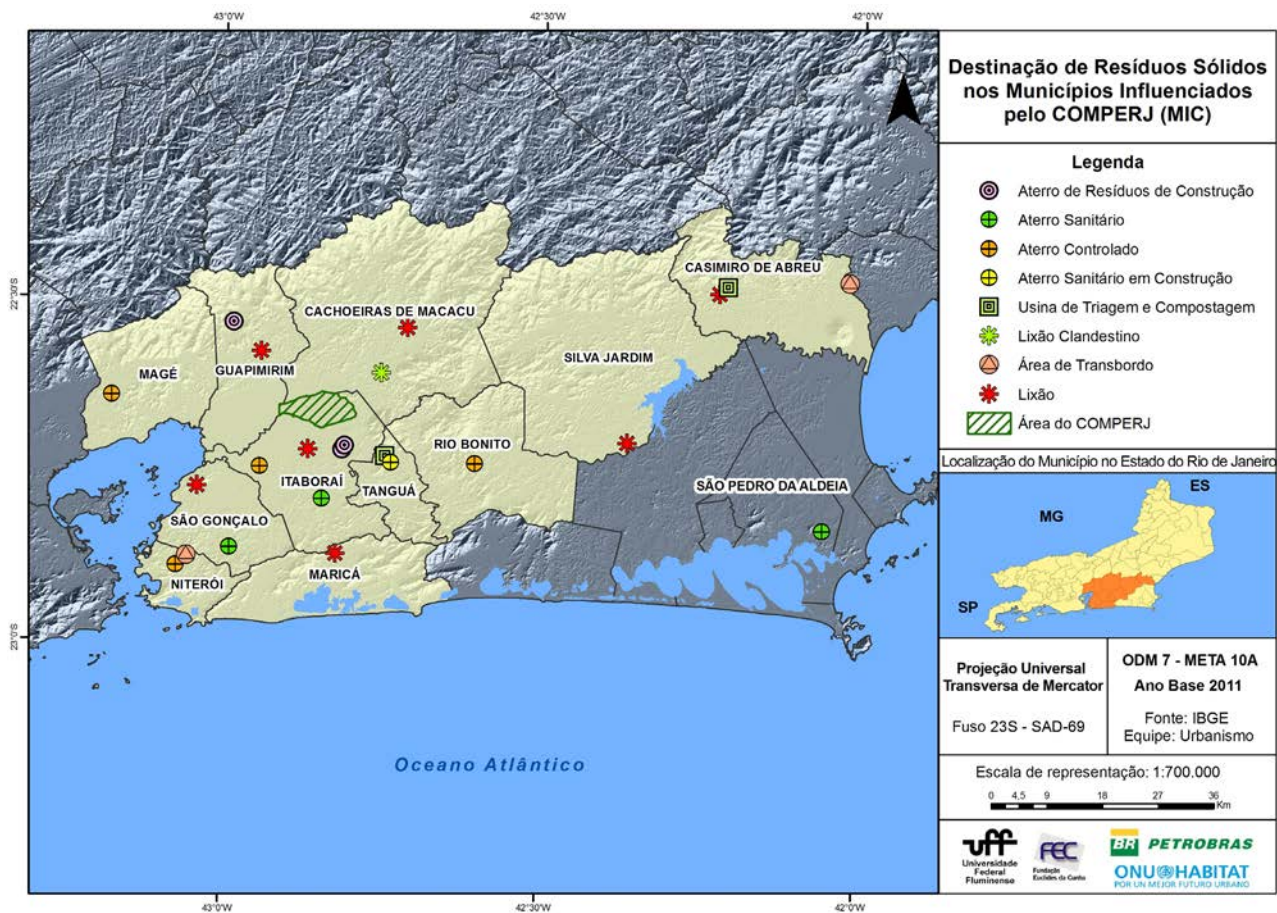 43°0'W
42°30'W
42°0'W
22°30'S
23°0'S
43°0'W
42°30'W
42°0'W
CASIMIRO DE ABREU
CACHOEIRAS DE MACACU
SILVA JARDIM
MAGÉ
GUAPIMIRIM
RIO BONITO
ITABORAÍ
TANGUÁ
SÃO PEDRO DA ALDEIA
SÃO GONÇALO
NITERÓI
MARICÁ
Oceano Atlântico
Destinação de Resíduos Sólidos
nos Municípios Influenciados
pelo COMPERJ (MIC)
Legenda
Aterro de Resíduos de Construção
Aterro Sanitário
Aterro Controlado
Aterro Sanitário em Construção
Usina de Triagem e Compostagem
Lixão Clandestino
Área de Transbordo
Lixão
Área do COMPERJ
Localização do Município no Estado do Rio de Janeiro
ES
MG
SP
Projeção Universal
Transversa de Mercator
Fuso 23S - SAD-69
ODM 7 - META 10A
Ano Base 2011
Fonte: IBGE
Equipe: Urbanismo
Escala de representação: 1:700.000
0 4,5 9 18 27 36
Km
uff
Universidade
Federal
Fluminense
FEC
Fundação
Euclides da Cunha
BR PETROBRAS
ONU HABITAT
POR UN MEJOR FUTURO URBANO